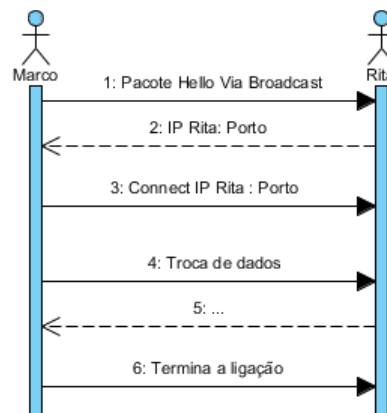 Marco
Rita
1: Pacote Hello Via Broadcast
2: IP Rita: Porto
3: Connect IP Rita : Porto
4: Troca de dados
5: ...
6: Termina a ligação